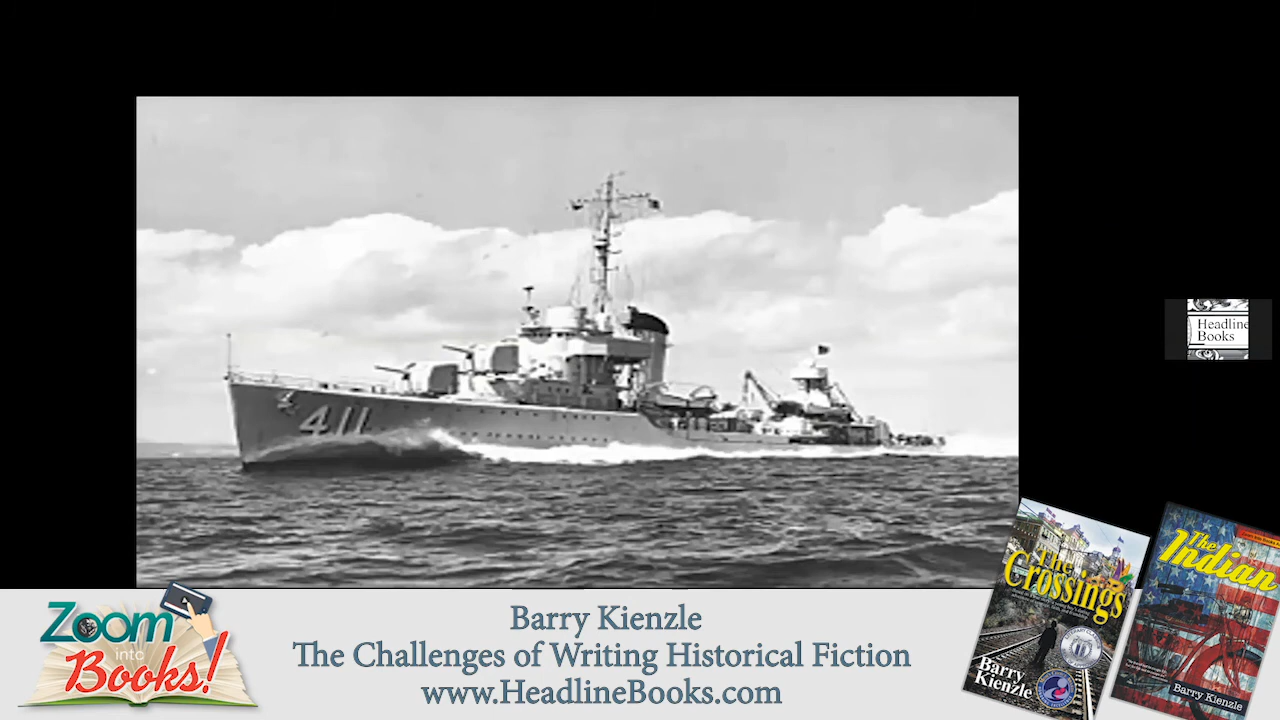 411
Headline
Books
Zoom
into
Books!
Barry Kienzle
The Challenges of Writing Historical Fiction
www.HeadlineBooks.com
The
Crossings
Barry
Kienzle
The
Indian
Barry Kienzle